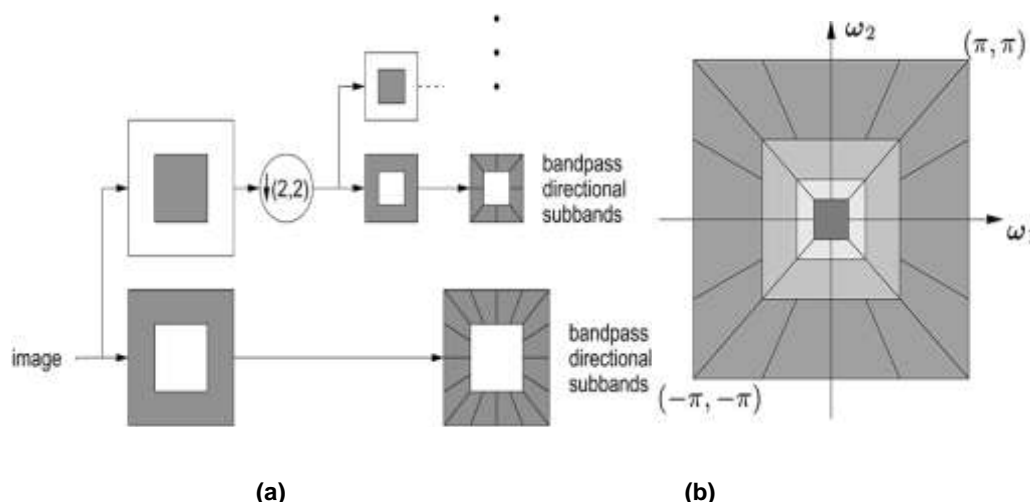 image
↓(2,2)
bandpass
directional
subbands
bandpass
directional
subbands
ω₂
(π, π)
ω₁
(−π, −π)
(a)
(b)